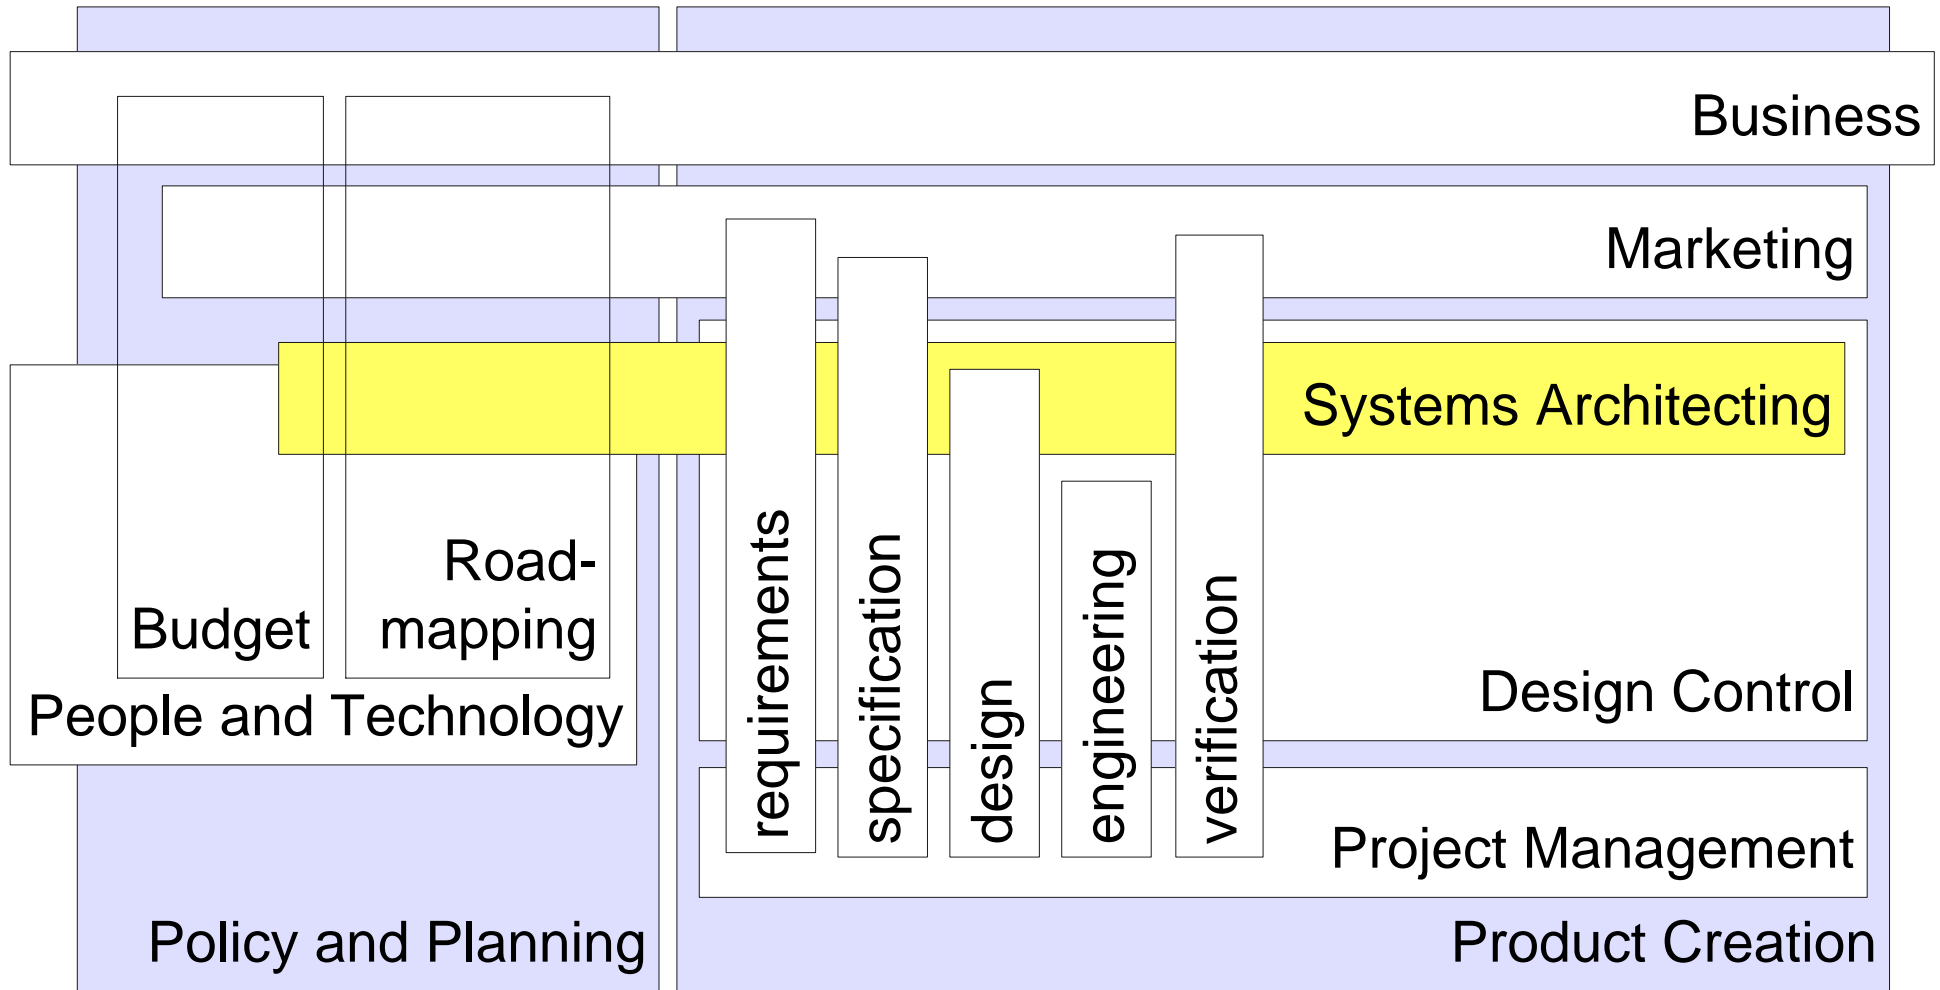 Business
Marketing
Systems Architecting
Road-
mapping
Budget
People and Technology
requirements
specification
design
engineering
verification
Design Control
Project Management
Policy and Planning
Product Creation